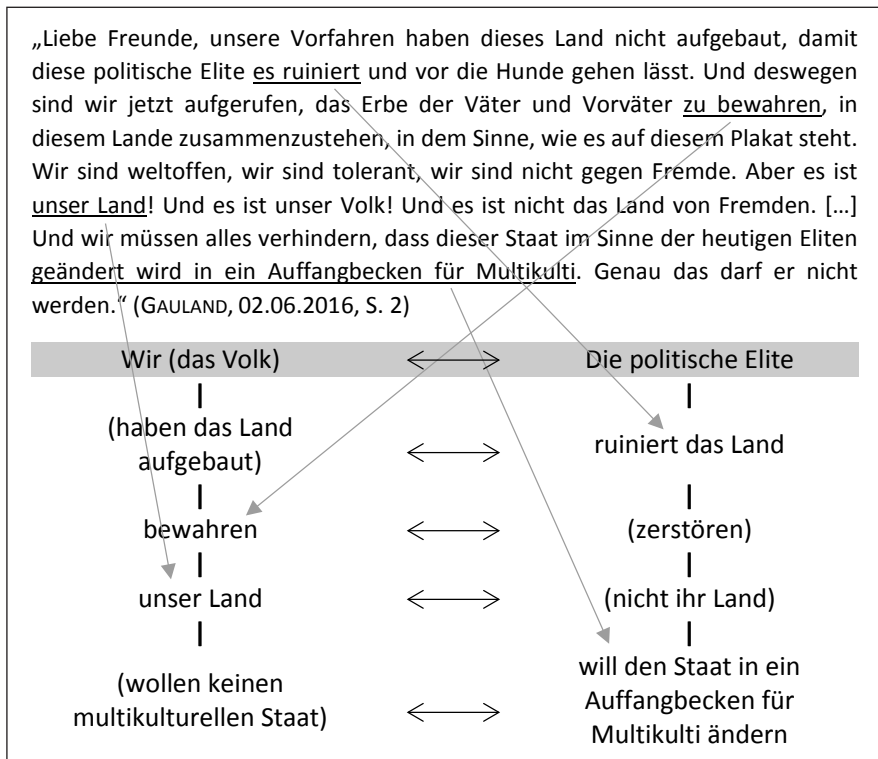 „Liebe Freunde, unsere Vorfahren haben dieses Land nicht aufgebaut, damit
diese politische Elite es ruiniert und vor die Hunde gehen lässt. Und deswegen
sind wir jetzt aufgerufen, das Erbe der Väter und Vorväter zu bewahren, in
diesem Lande zusammenzustehen, in dem Sinne, wie es auf diesem Plakat steht.
Wir sind weltoffen, wir sind tolerant, wir sind nicht gegen Fremde. Aber es ist
unser Land! Und es ist unser Volk! Und es ist nicht das Land von Fremden. […]
Und wir müssen alles verhindern, dass dieser Staat im Sinne der heutigen Eliten
geändert wird in ein Auffangbecken für Multikulti. Genau das darf er nicht
werden.“ (GAULAND, 02.06.2016, S. 2)
Wir (das Volk) Die politische Elite
(haben das Land
aufgebaut)
ruiniert das Land
bewahren (zerstören)
unser Land (nicht ihr Land)
(wollen keinen
multikulturellen Staat)
will den Staat in ein
Auffangbecken für
Multikulti ändern